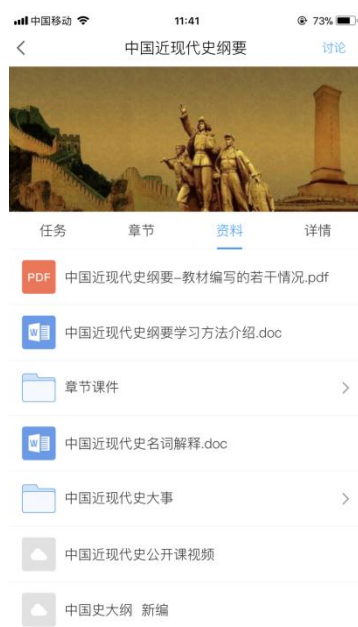 中国移动 11:41 73%
中国近现代史纲要 讨论
任务 章节 资料 详情
PDF 中国近现代史纲要–教材编写的若干情况.pdf
W 中国近现代史纲要学习方法介绍.doc
章节课件
W 中国近现代史名词解释.doc
中国近现代史大事
中国近现代史公开课视频
中国史大纲 新编